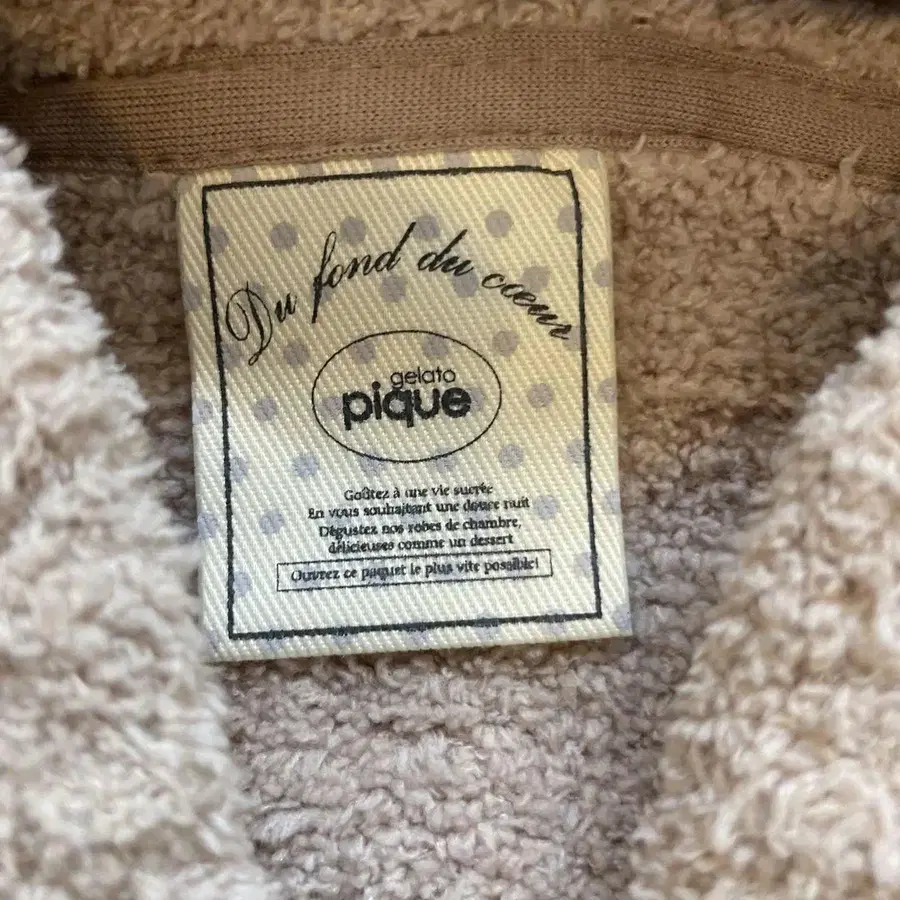 Du fond du cœur
gelato
pique
Goûtez à une vie sucrée
En vous souhaitant une douce nuit
Dégustez nos robes de chambre,
délicieuses comme un dessert
Ouvrez ce paquet le plus vite possible!